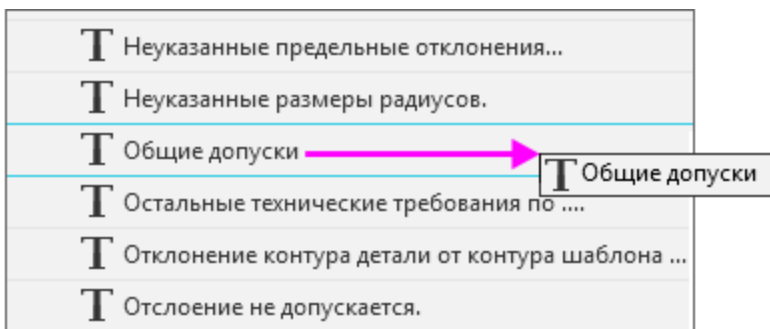 Неуказанные предельные отклонения...
Неуказанные размеры радиусов.
Общие допуски
Общие допуски
Остальные технические требования по ....
Отклонение контура детали от контура шаблона ...
Отслоение не допускается.